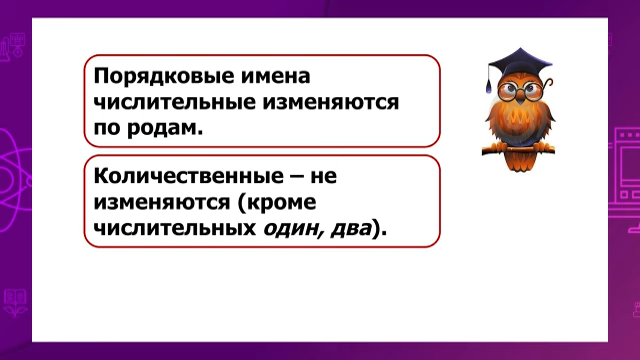 Порядковые имена
числительные изменяются
по родам.
Количественные – не
изменяются (кроме
числительных один, два).